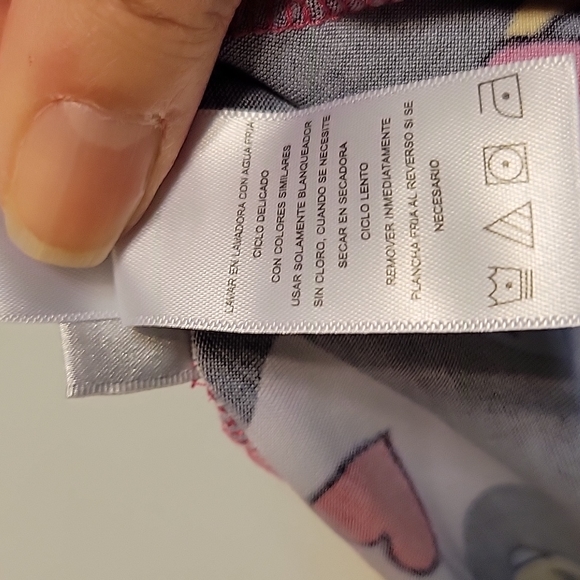 LAVAR EN LAVADORA CON AGUA FRIA
CICLO DELICADO
CON COLORES SIMILARES
USAR SOLAMENTE BLANQUEADOR
SIN CLORO, CUANDO SE NECESITE
SECAR EN SECADORA
CICLO LENTO
REMOVER INMEDIATAMENTE
PLANCHA FRIA AL REVERSO SI SE
NECESARIO